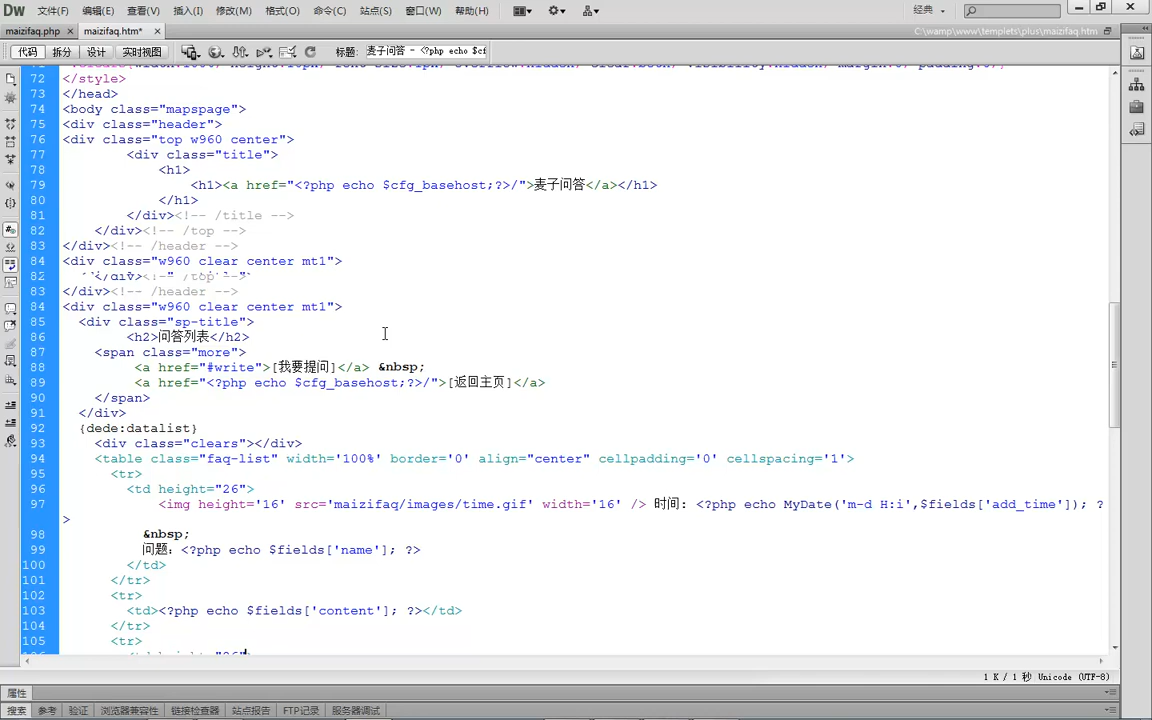 Dw 文件(F) 编辑(E) 查看(V) 插入(I) 修改(M) 格式(O) 命令(C) 站点(S) 窗口(W) 帮助(H) 经典
maizifaq.php × maizifaq.htm* × C:\wamp\www\templets\plus\maizifaq.htm
代码 拆分 设计 实时视图 标题: 麦子问答 - <?php echo $cf
72 </style>
73 </head>
74 <body class="mapspage">
75 <div class="header">
76 <div class="top w960 center">
77 <div class="title">
78 <h1>
79 <h1><a href="<?php echo $cfg_basehost;?>/">麦子问答</a></h1>
80 </h1>
81 </div><!-- /title -->
82 </div><!-- /top -->
83 </div><!-- /header -->
84 <div class="w960 clear center mt1">
82
83 </div><!-- /header -->
84 <div class="w960 clear center mt1">
85 <div class="sp-title">
86 <h2>问答列表</h2>
87 <span class="more">
88 <a href="#write">[我要提问]</a> &nbsp;
89 <a href="<?php echo $cfg_basehost;?>/">[返回主页]</a>
90 </span>
91 </div>
92 {dede:datalist}
93 <div class="clears"></div>
94 <table class="faq-list" width='100%' border='0' align="center" cellpadding='0' cellspacing='1'>
95 <tr>
96 <td height="26">
97 <img height='16' src='maizifaq/images/time.gif' width='16' /> 时间: <?php echo MyDate('m-d H:i',$fields['add_time']); ?
>
98 &nbsp;
99 问题: <?php echo $fields['name']; ?>
100 </td>
101 </tr>
102 <tr>
103 <td><?php echo $fields['content']; ?></td>
104 </tr>
105 <tr>
1 K / 1 秒 Unicode (UTF-8)
属性
搜索 参考 验证 浏览器兼容性 链接检查器 站点报告 FTP记录 服务器调试